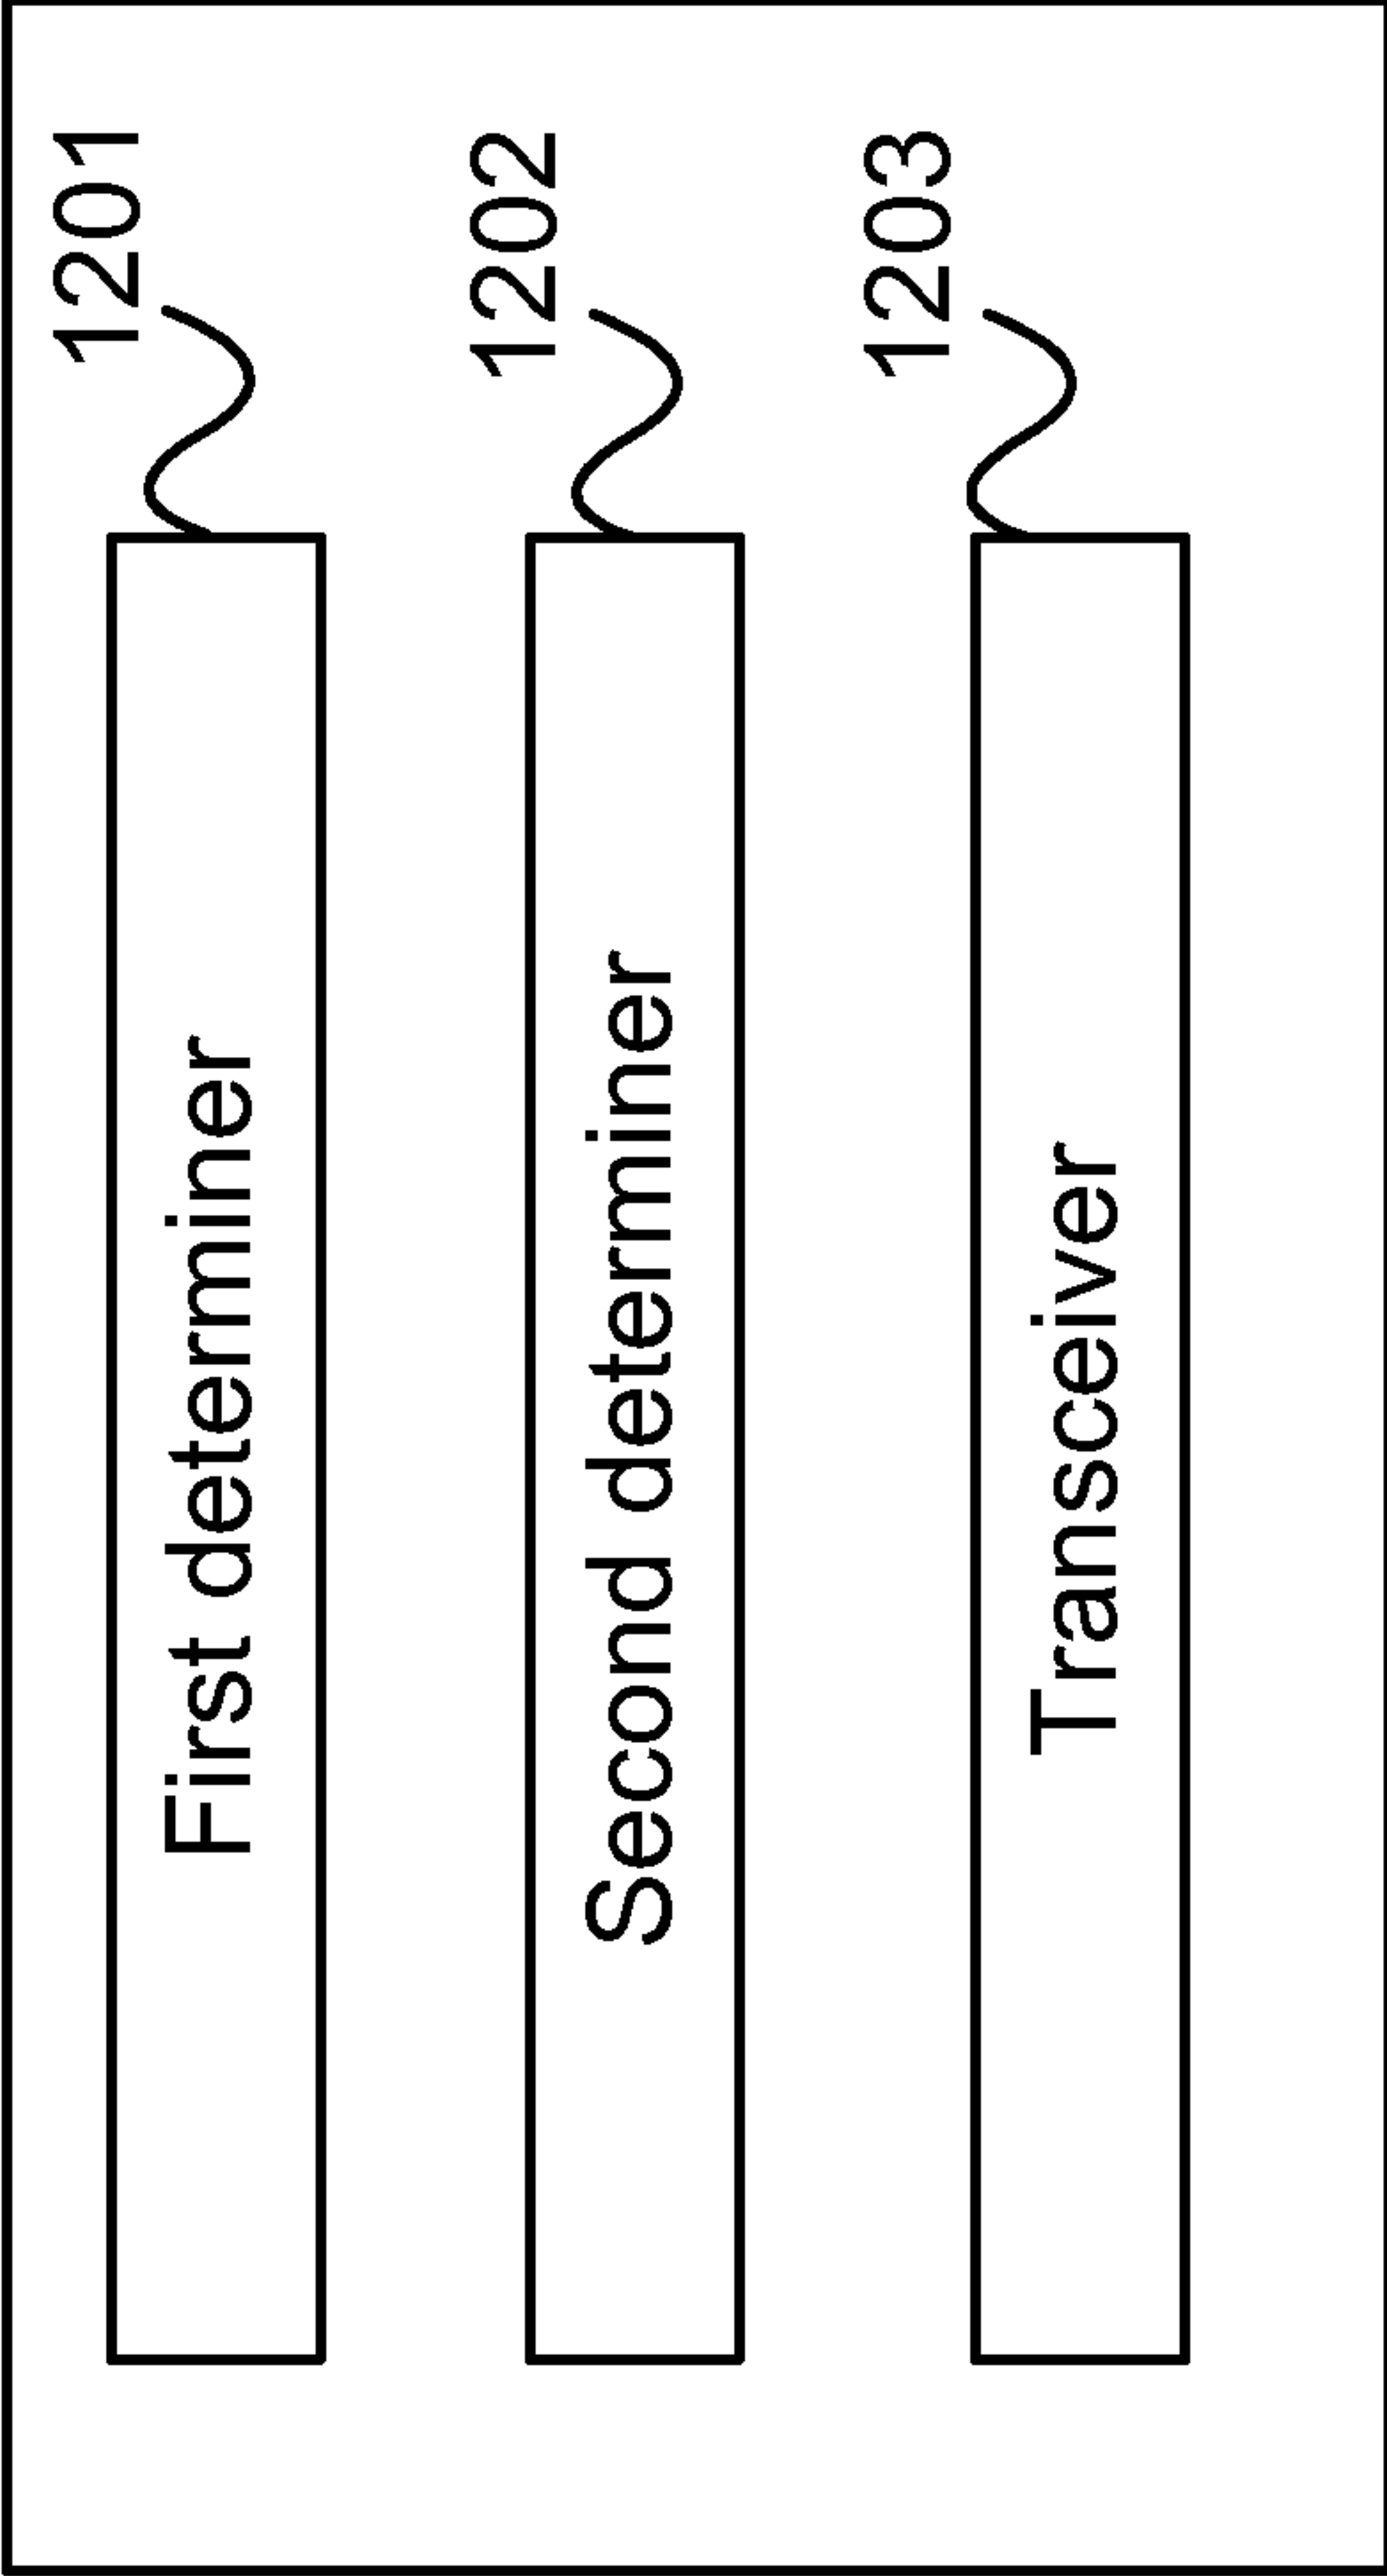 1201
First determiner
1202
Second determiner
1203
Transceiver